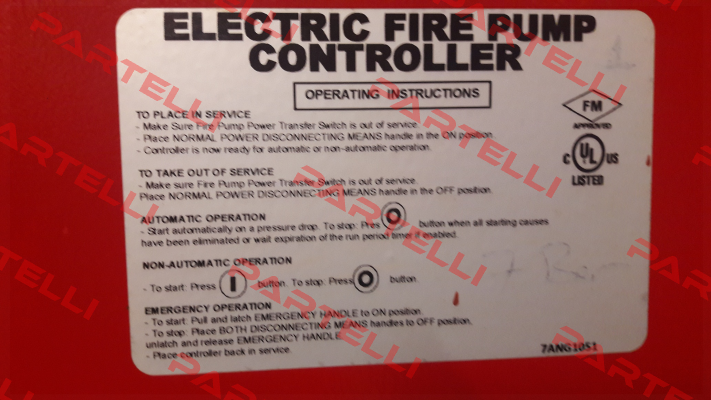 ELECTRIC FIRE PUMP
CONTROLLER
OPERATING INSTRUCTIONS
FM
APPROVED
C UL US
LISTED
TO PLACE IN SERVICE
- Make Sure Fire Pump Power Transfer Switch is out of service.
- Place NORMAL POWER DISCONNECTING MEANS handle in the ON position.
- Controller is now ready for automatic or non-automatic operation.
TO TAKE OUT OF SERVICE
- Make sure Fire Pump Power Transfer Switch is out of service.
Place NORMAL POWER DISCONNECTING MEANS handle in the OFF position.
AUTOMATIC OPERATION
- Start automatically on a pressure drop. To stop: Press O button when all starting causes
have been eliminated or wait expiration of the run period timer if enabled.
NON-AUTOMATIC OPERATION
- To start: Press I button. To stop: Press O button.
EMERGENCY OPERATION
- To start: Pull and latch EMERGENCY HANDLE to ON position.
- To stop: Place BOTH DISCONNECTING MEANS handles to OFF position.
unlatch and release EMERGENCY HANDLE
- Place controller back in service.
7ANG1051
PARTELLI
PARTELLI
PARTELLI
PARTELLI
PARTELLI